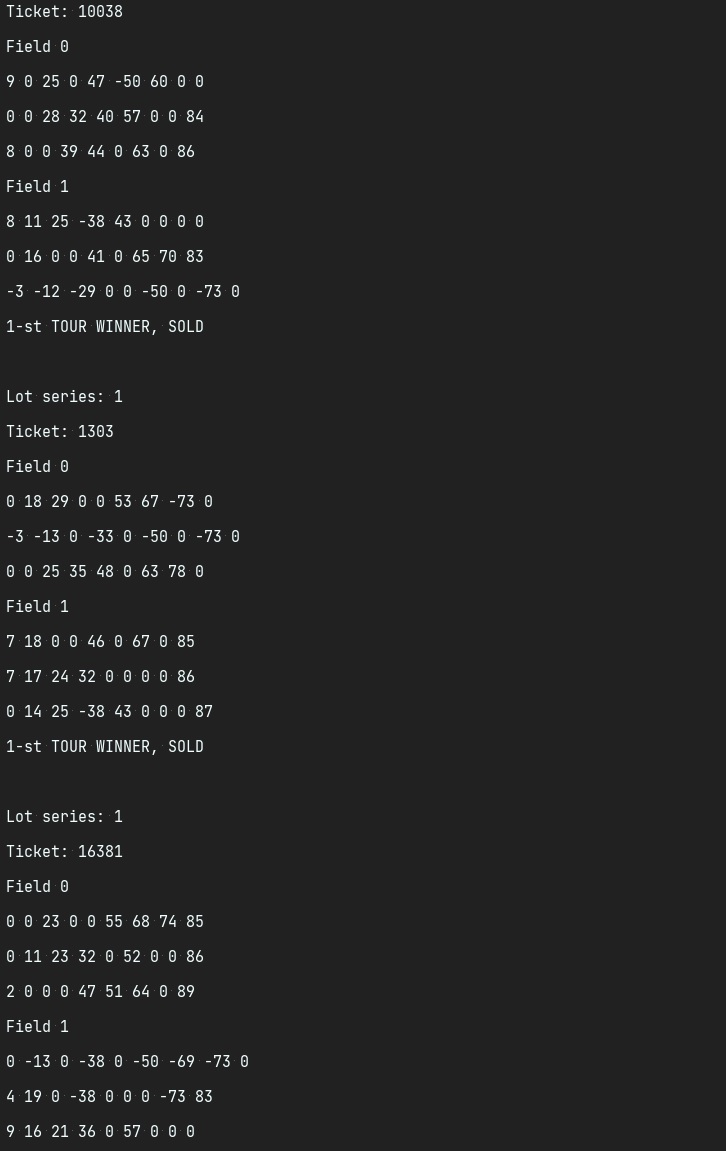 Ticket: 10038
Field 0
9 0 25 0 47 -50 60 0 0
0 0 28 32 40 57 0 0 84
8 0 0 39 44 0 63 0 86
Field 1
8 11 25 -38 43 0 0 0 0
0 16 0 0 41 0 65 70 83
-3 -12 -29 0 0 -50 0 -73 0
1-st TOUR WINNER, SOLD
Lot series: 1
Ticket: 1303
Field 0
0 18 29 0 0 53 67 -73 0
-3 -13 0 -33 0 -50 0 -73 0
0 0 25 35 48 0 63 78 0
Field 1
7 18 0 0 46 0 67 0 85
7 17 24 32 0 0 0 0 86
0 14 25 -38 43 0 0 0 87
1-st TOUR WINNER, SOLD
Lot series: 1
Ticket: 16381
Field 0
0 0 23 0 0 55 68 74 85
0 11 23 32 0 52 0 0 86
2 0 0 0 47 51 64 0 89
Field 1
0 -13 0 -38 0 -50 -69 -73 0
4 19 0 -38 0 0 0 -73 83
9 16 21 36 0 57 0 0 0